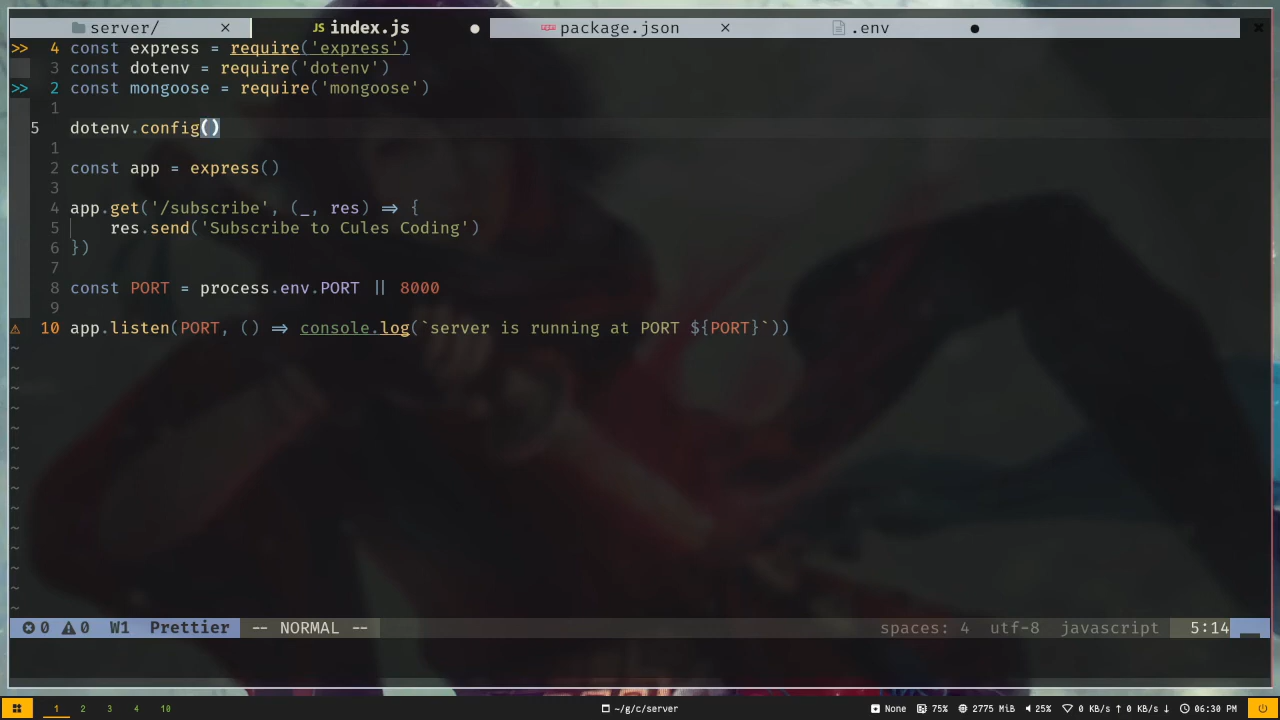 server/ × JS index.js ● package.json × .env ● ×
>> 4 const express = require('express')
3 const dotenv = require('dotenv')
>> 2 const mongoose = require('mongoose')
1
5 dotenv.config()
1
2 const app = express()
3
4 app.get('/subscribe', (_, res) => {
5 res.send('Subscribe to Cules Coding')
6 })
7
8 const PORT = process.env.PORT || 8000
9
10 app.listen(PORT, () => console.log(`server is running at PORT ${PORT}`))
~
~
~
~
~
~
~
~
~
~
~
~
~
~
0 0 W1 Prettier -- NORMAL -- spaces: 4 utf-8 javascript 5:14
1 2 3 4 10 ~/g/c/server None 75% 2775 MiB 25% 0 KB/s ↑ 0 KB/s ↓ 06:30 PM